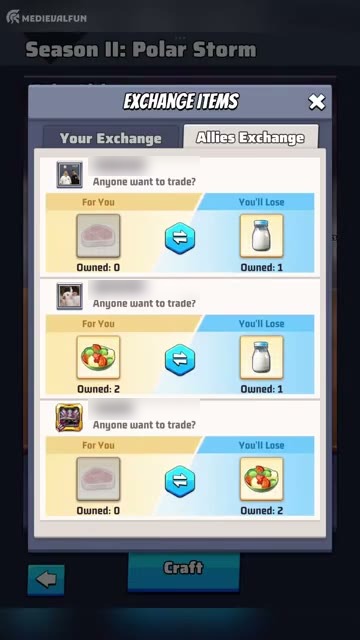 MEDIEVALFUN
Season II: Polar Storm
EXCHANGE ITEMS
Your Exchange
Allies Exchange
Anyone want to trade?
For You
You'll Lose
Owned: 0
Owned: 1
Anyone want to trade?
For You
You'll Lose
Owned: 2
Owned: 1
Anyone want to trade?
For You
You'll Lose
Owned: 0
Owned: 2
Craft